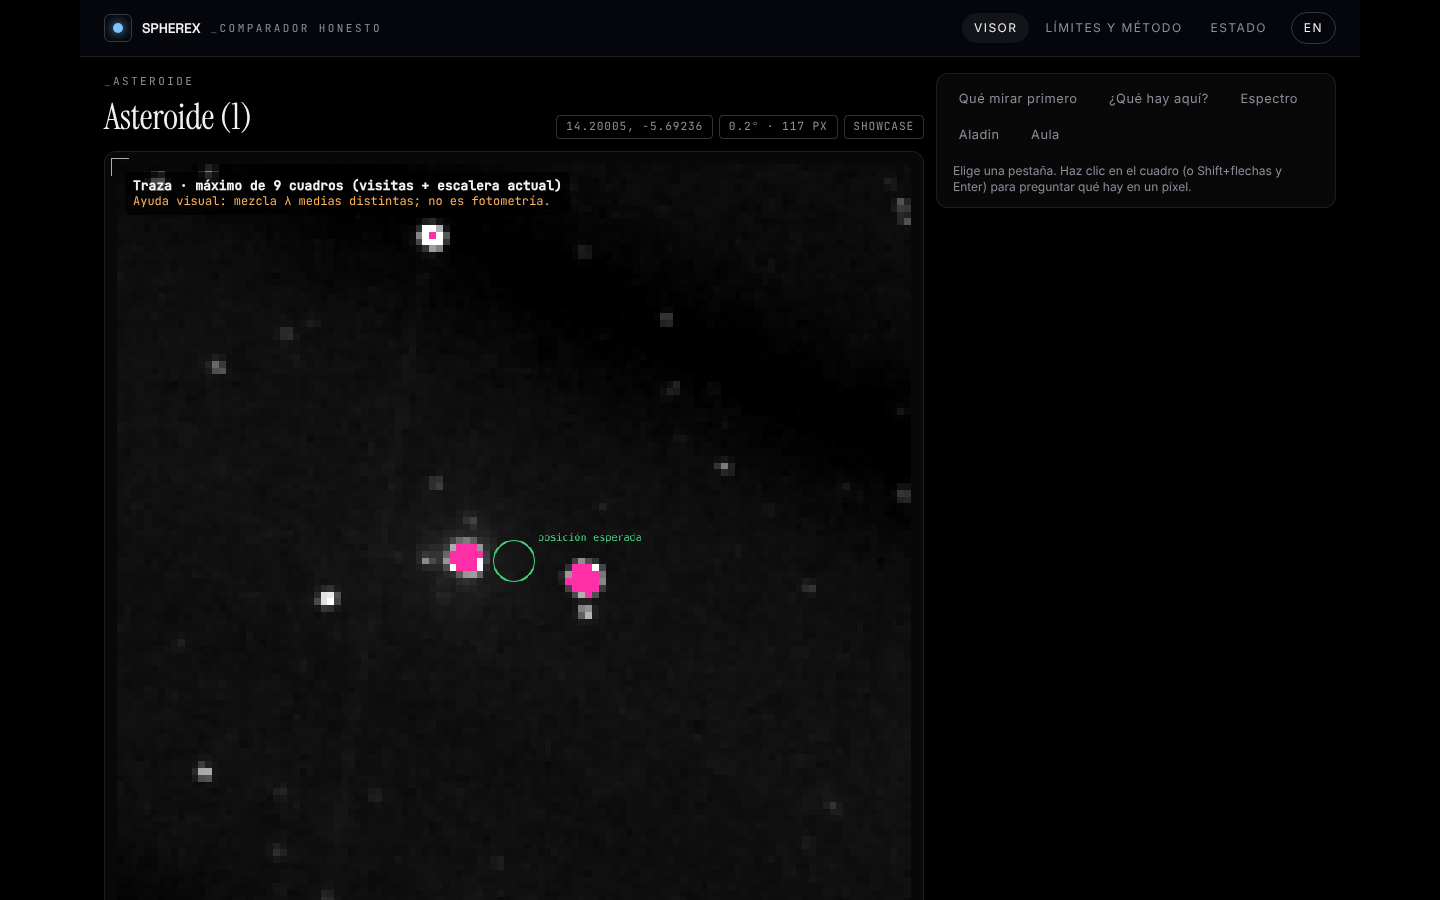 SPHEREX _COMPARADOR HONESTO
VISOR LÍMITES Y MÉTODO ESTADO EN
_ASTEROIDE
Asteroide (1)
14.20005, -5.69236 0.2° · 117 PX SHOWCASE
Traza · máximo de 9 cuadros (visitas + escalera actual)
Ayuda visual: mezcla λ medias distintas; no es fotometría.
posición esperada
Qué mirar primero ¿Qué hay aquí? Espectro
Aladin Aula
Elige una pestaña. Haz clic en el cuadro (o Shift+flechas y
Enter) para preguntar qué hay en un píxel.